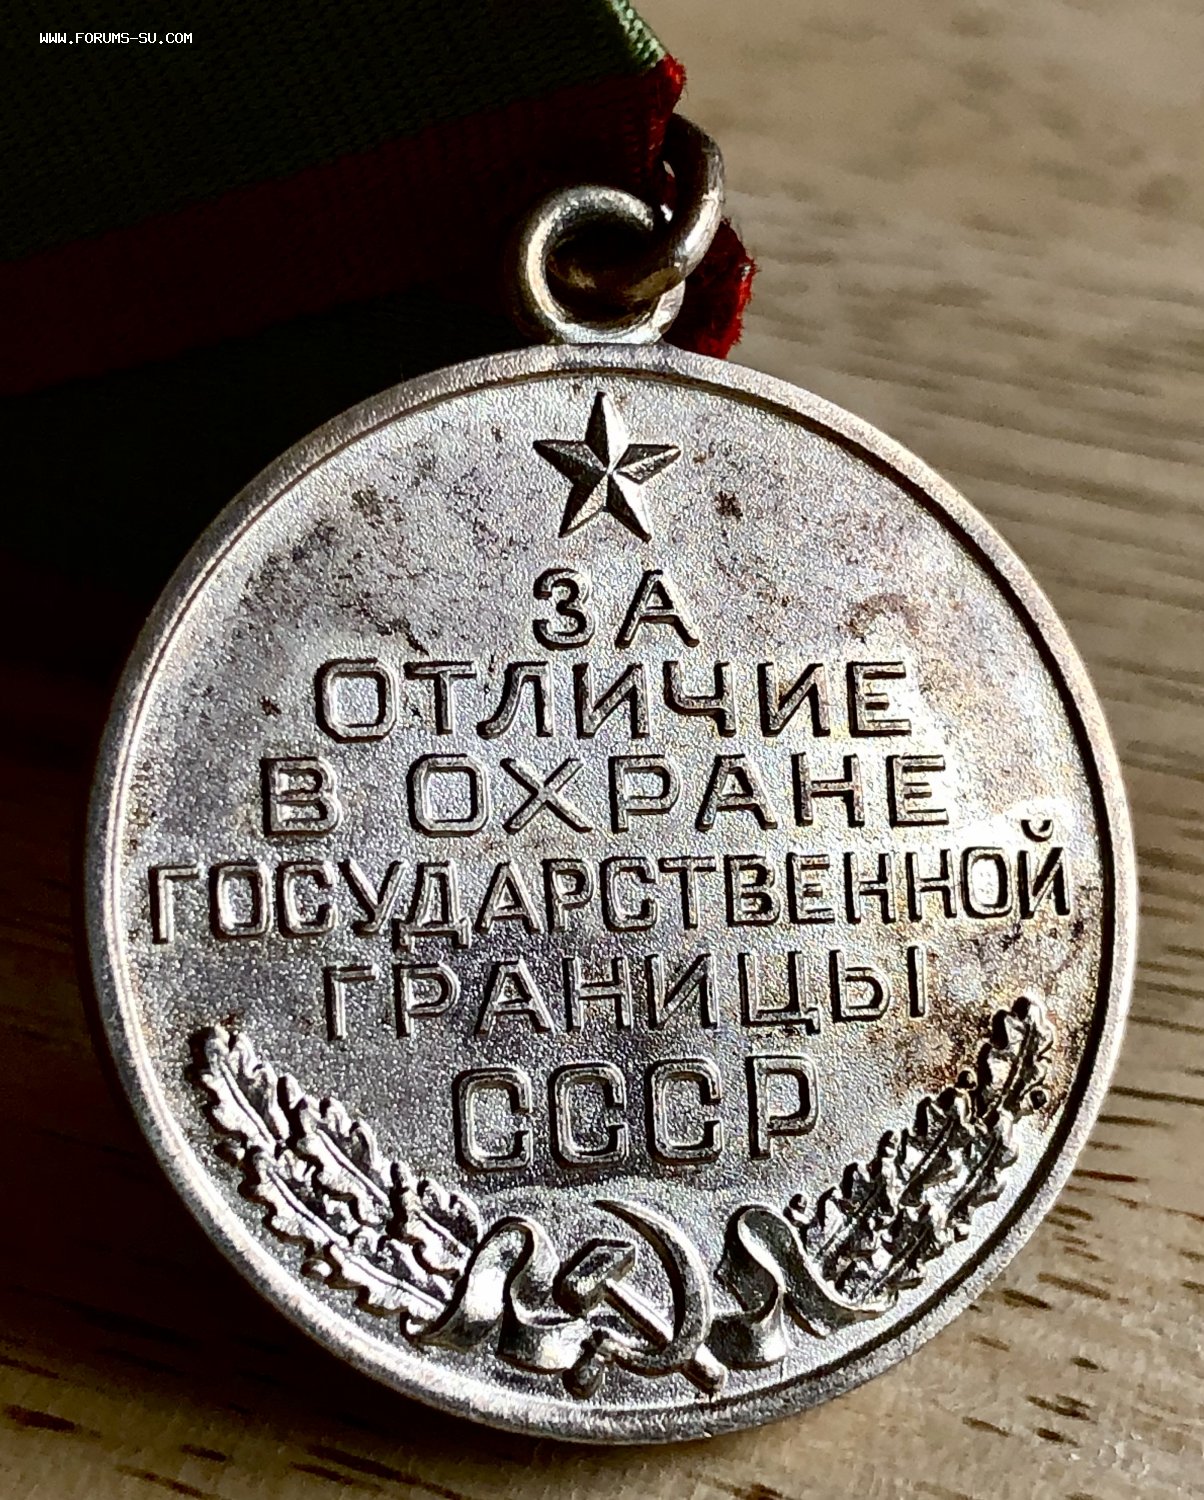 WWW.FORUMS-SU.COM
ЗА
ОТЛИЧИЕ
В ОХРАНЕ
ГОСУДАРСТВЕННОЙ
ГРАНИЦЫ
СССР